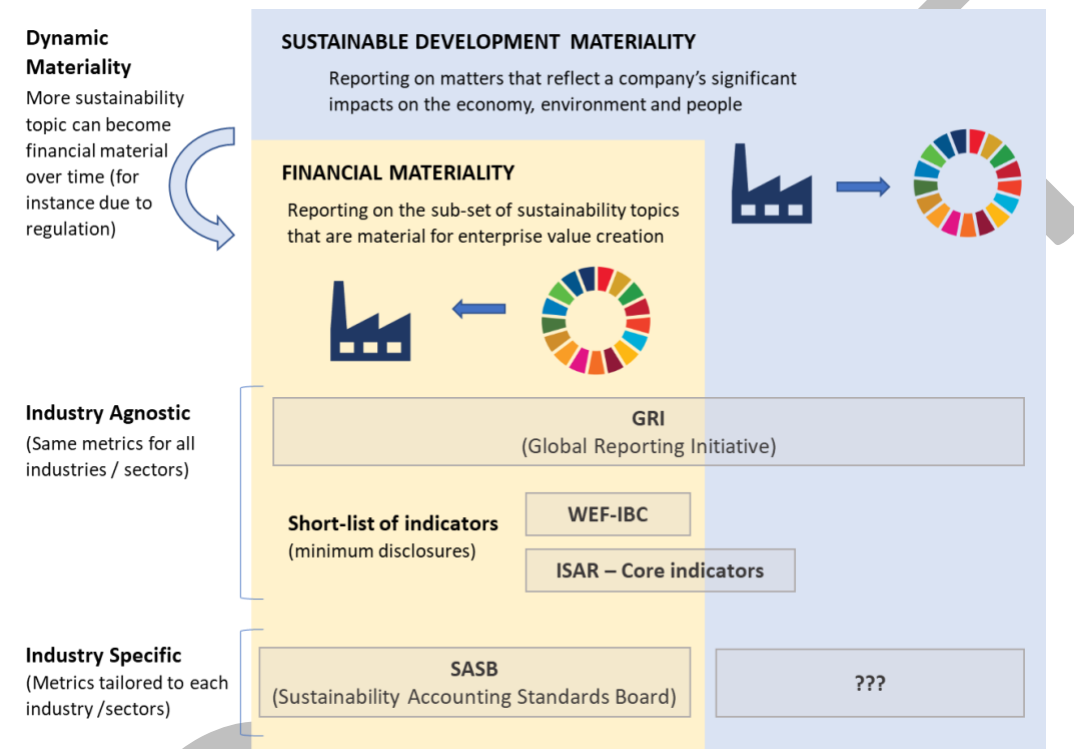 Dynamic
Materiality
More sustainability
topic can become
financial material
over time (for
instance due to
regulation)
SUSTAINABLE DEVELOPMENT MATERIALITY
Reporting on matters that reflect a company's significant
impacts on the economy, environment and people
FINANCIAL MATERIALITY
Reporting on the sub-set of sustainability topics
that are material for enterprise value creation
Industry Agnostic
(Same metrics for all
industries / sectors)
GRI
(Global Reporting Initiative)
Short-list of indicators
(minimum disclosures)
WEF-IBC
ISAR – Core indicators
Industry Specific
(Metrics tailored to each
industry /sectors)
SASB
(Sustainability Accounting Standards Board)
???